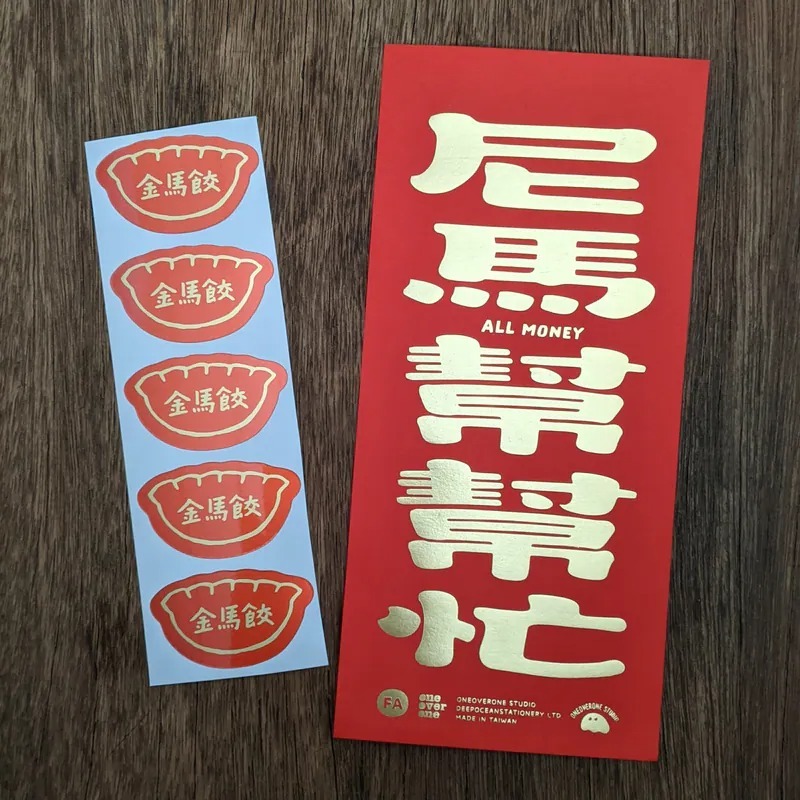 金馬餃
金馬餃
金馬餃
金馬餃
金馬餃
尼
馬
ALL MONEY
幫
幫
忙
FA
one
over
one
ONEOVERONE STUDIO
DEEPOCEANSTATIONERY LTD
MADE IN TAIWAN
ONEOVERONE STUDIO